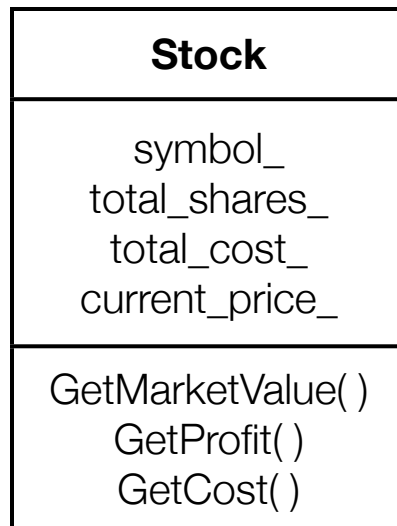 Stock
symbol_
total_shares_
total_cost_
current_price_
GetMarketValue( )
GetProfit( )
GetCost( )